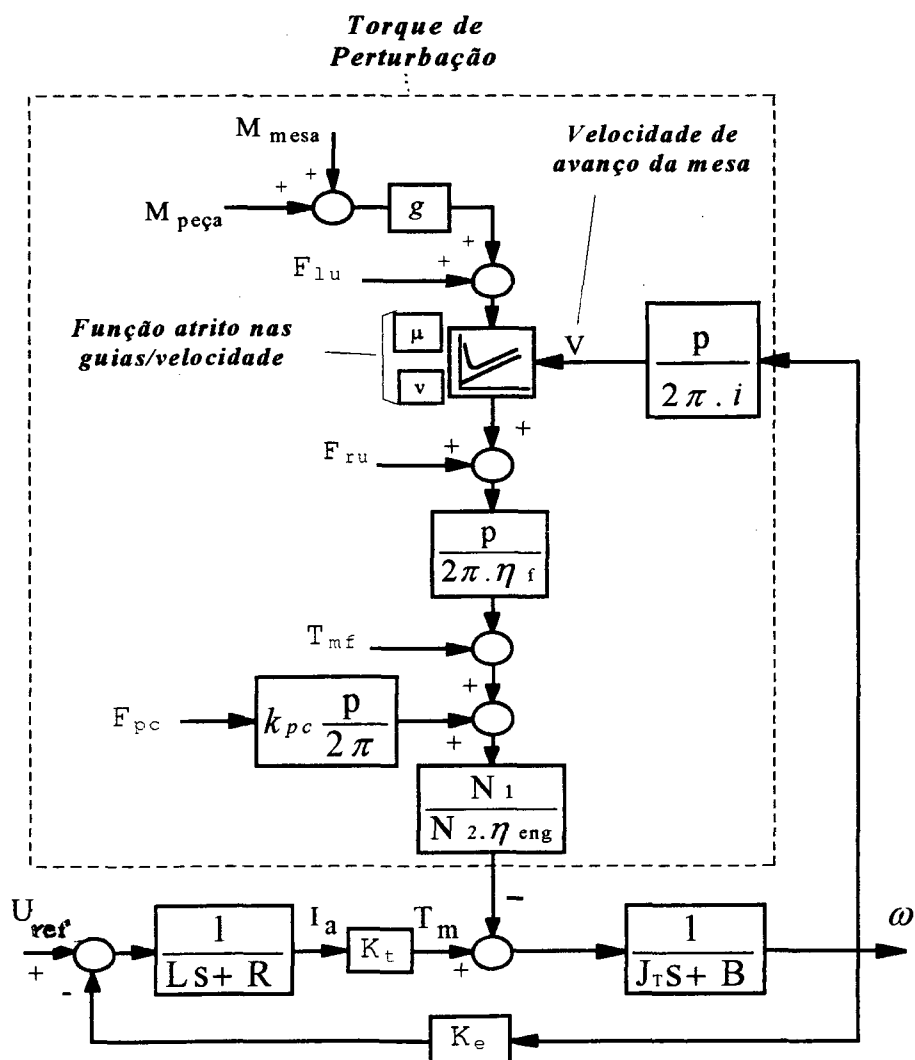 Torque de
Perturbação
M mesa
+
+
M peça
g
Velocidade de
avanço da mesa
+
+
F lu
Função atrito nas
guias/velocidade
μ
v
V
p
2π . i
+
+
F ru
p
2π . η f
T mf
+
F pc
k pc p
2π
+
N 1
N 2 . η eng
-
U ref
+
-
1
L s + R
I a
K t
T m
+
1
J T s + B
ω
K e